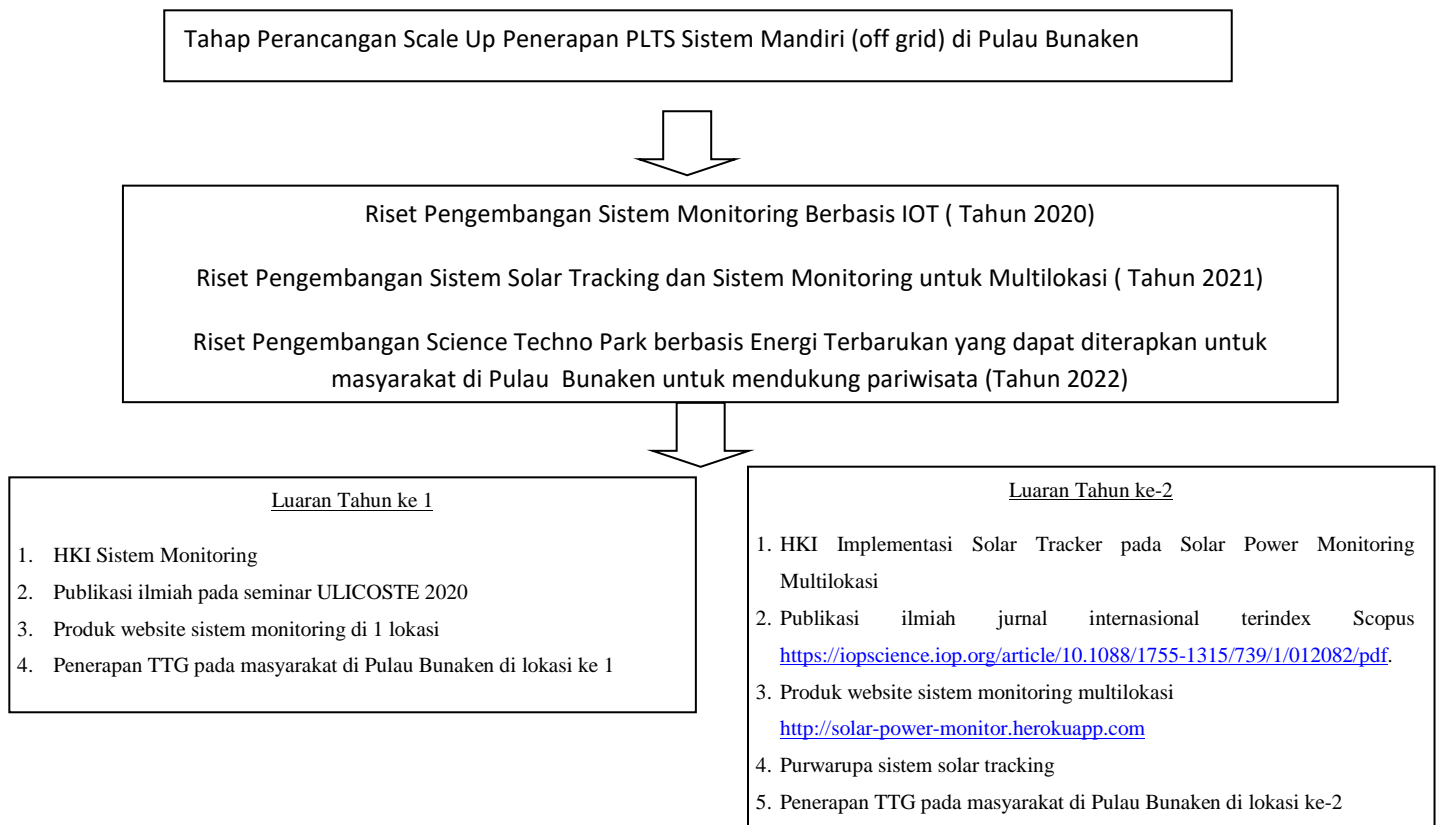 Tahap Perancangan Scale Up Penerapan PLTS Sistem Mandiri (off grid) di Pulau Bunaken
Riset Pengembangan Sistem Monitoring Berbasis IOT ( Tahun 2020)
Riset Pengembangan Sistem Solar Tracking dan Sistem Monitoring untuk Multilokasi ( Tahun 2021)
Riset Pengembangan Science Techno Park berbasis Energi Terbarukan yang dapat diterapkan untuk
masyarakat di Pulau Bunaken untuk mendukung pariwisata (Tahun 2022)
Luaran Tahun ke 1
1. HKI Sistem Monitoring
2. Publikasi ilmiah pada seminar ULICOSTE 2020
3. Produk website sistem monitoring di 1 lokasi
4. Penerapan TTG pada masyarakat di Pulau Bunaken di lokasi ke 1
Luaran Tahun ke-2
1. HKI Implementasi Solar Tracker pada Solar Power Monitoring
Multilokasi
2. Publikasi ilmiah jurnal internasional terindex Scopus
https://iopscience.iop.org/article/10.1088/1755-1315/739/1/012082/pdf.
3. Produk website sistem monitoring multilokasi
http://solar-power-monitor.herokuapp.com
4. Purwarupa sistem solar tracking
5. Penerapan TTG pada masyarakat di Pulau Bunaken di lokasi ke-2